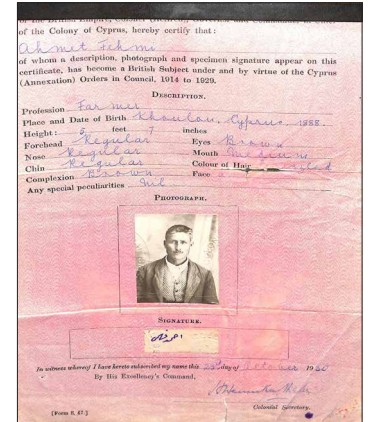 of the Colony of Cyprus, hereby certify that :
Ahmet Fehmi
of whom a description, photograph and specimen signature appear on this
certificate, has become a British Subject under and by virtue of the Cyprus
(Annexation) Orders in Council, 1914 to 1929.
DESCRIPTION.
Profession Farmer
Place and Date of Birth Khoulou, Cyprus 1888.
Height: 5 feet 7 inches
Forehead Regular Eyes Brown
Nose Regular Mouth Medium
Chin Regular Colour of Hair
Complexion Brown Face
Any special peculiarities Nil.
PHOTOGRAPH.
SIGNATURE.
In witness whereof I have hereto subscribed my name this day of October 1930
By His Excellency's Command,
Colonial Secretary.
[Form S. 67.]